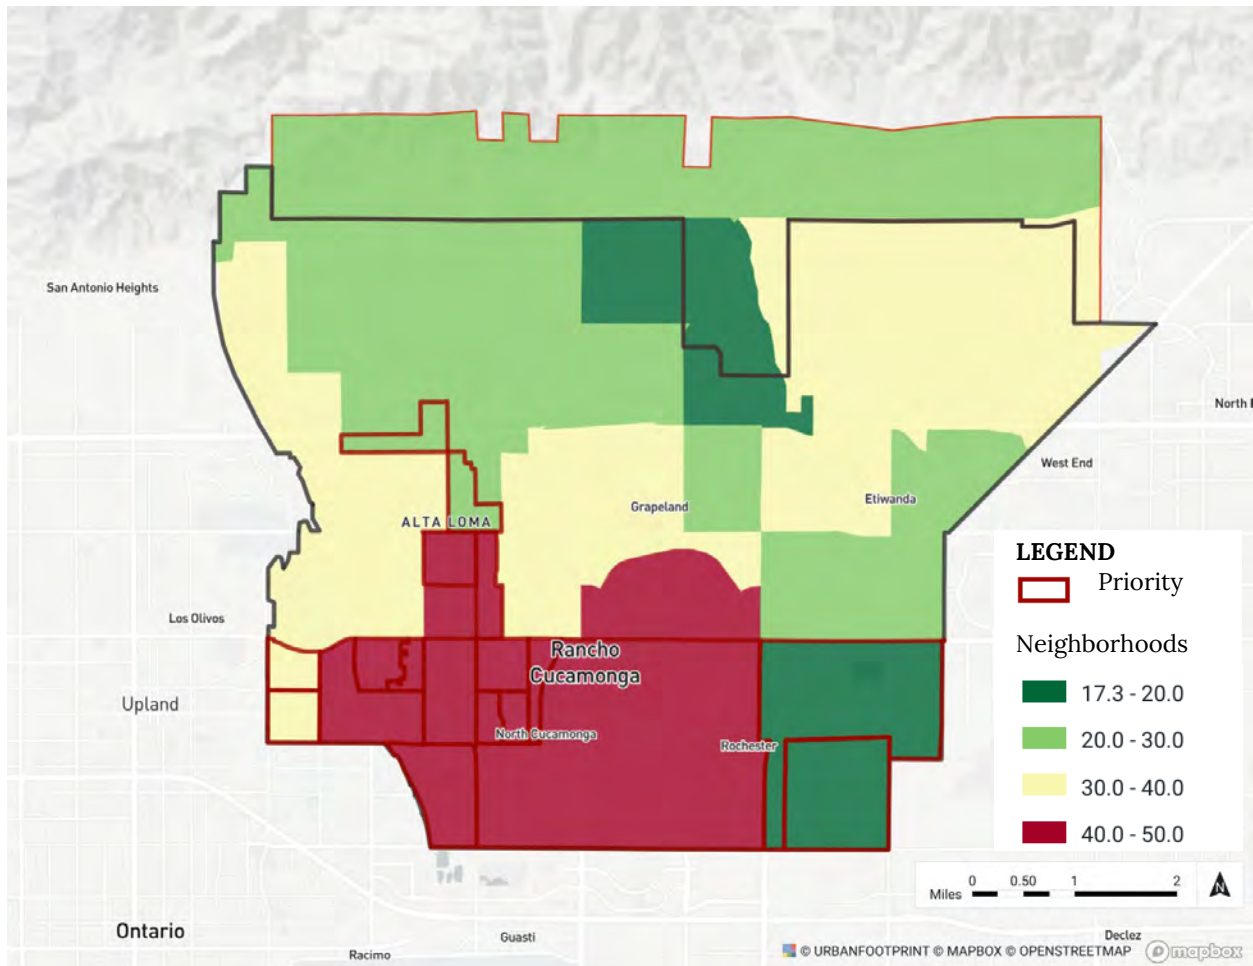 San Antonio Heights
North
West End
Etiwanda
Grapeland
ALTA LOMA
LEGEND
Priority
Neighborhoods
17.3 - 20.0
20.0 - 30.0
30.0 - 40.0
40.0 - 50.0
Los Olivos
Rancho
Cucamonga
Upland
North Cucamonga
Rochester
Miles
0 0.50 1 2
N
Ontario
Guasti
Racimo
Declez
© URBANFOOTPRINT © MAPBOX © OPENSTREETMAP
mapbox